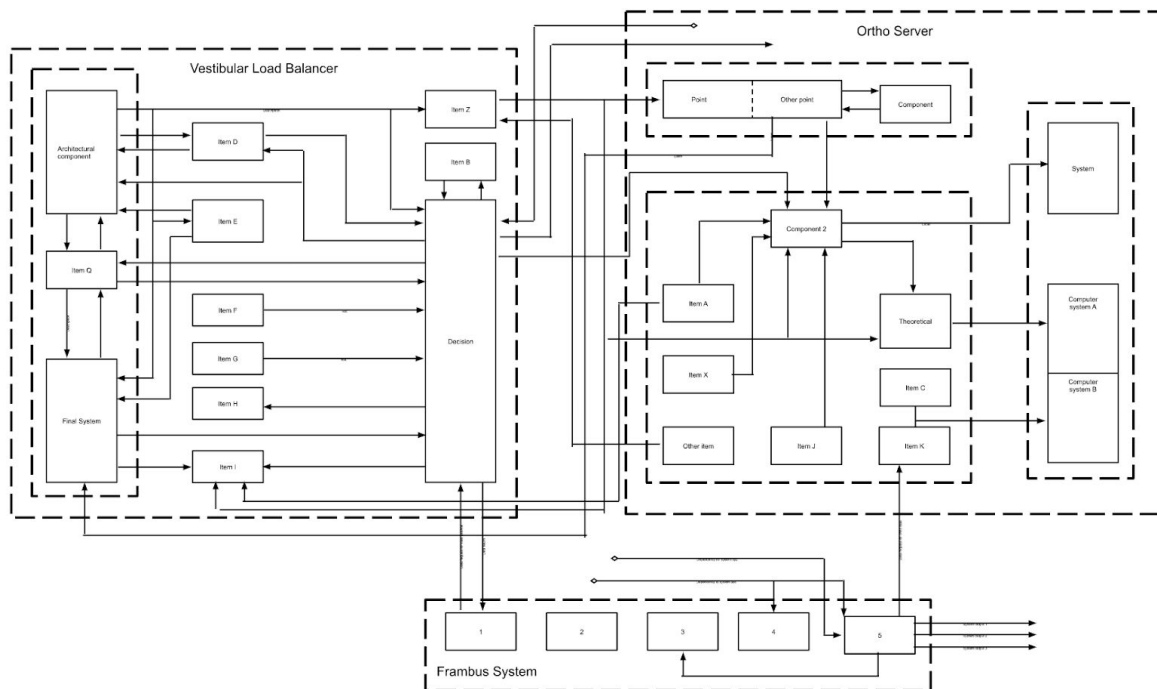 Ortho Server
Vestibular Load Balancer
Architectural
component
Item Z
Item D
Item B
Item E
Item Q
Item F
Item G
Item H
Decision
Final System
Item I
Point
Other point
Component
System
Component 2
Item A
Theoretical
Computer
system A
Item X
Item C
Computer
system B
Other item
Item J
Item K
1
2
3
4
5
Frambus System